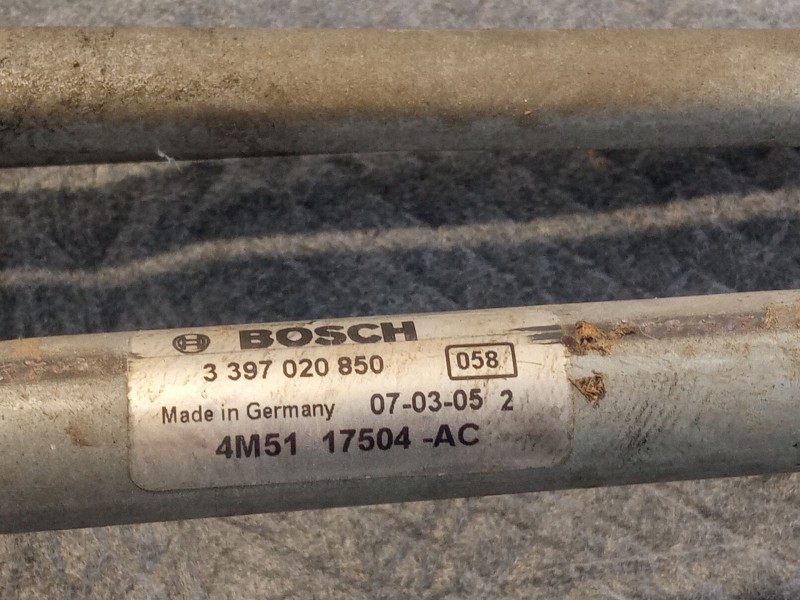 BOSCH
3 397 020 850 058
Made in Germany 07-03-05 2
4M51 17504 -AC